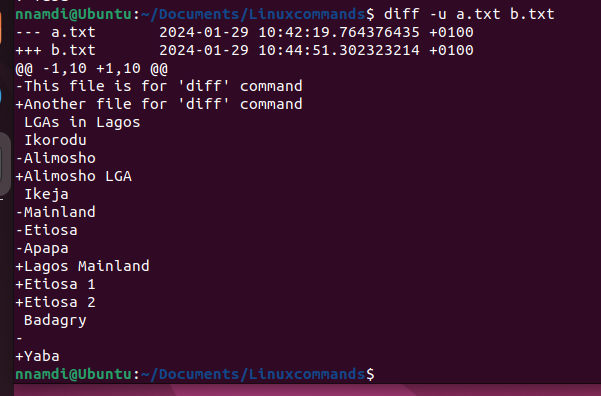 nnamdi@Ubuntu:~/Documents/Linuxcommands$ diff -u a.txt b.txt
--- a.txt       2024-01-29 10:42:19.764376435 +0100
+++ b.txt       2024-01-29 10:44:51.302323214 +0100
@@ -1,10 +1,10 @@
-This file is for 'diff' command
+Another file for 'diff' command
 LGAs in Lagos
 Ikorodu
-Alimosho
+Alimosho LGA
 Ikeja
-Mainland
-Etiosa
-Apapa
+Lagos Mainland
+Etiosa 1
+Etiosa 2
 Badagry
-
+Yaba
nnamdi@Ubuntu:~/Documents/Linuxcommands$